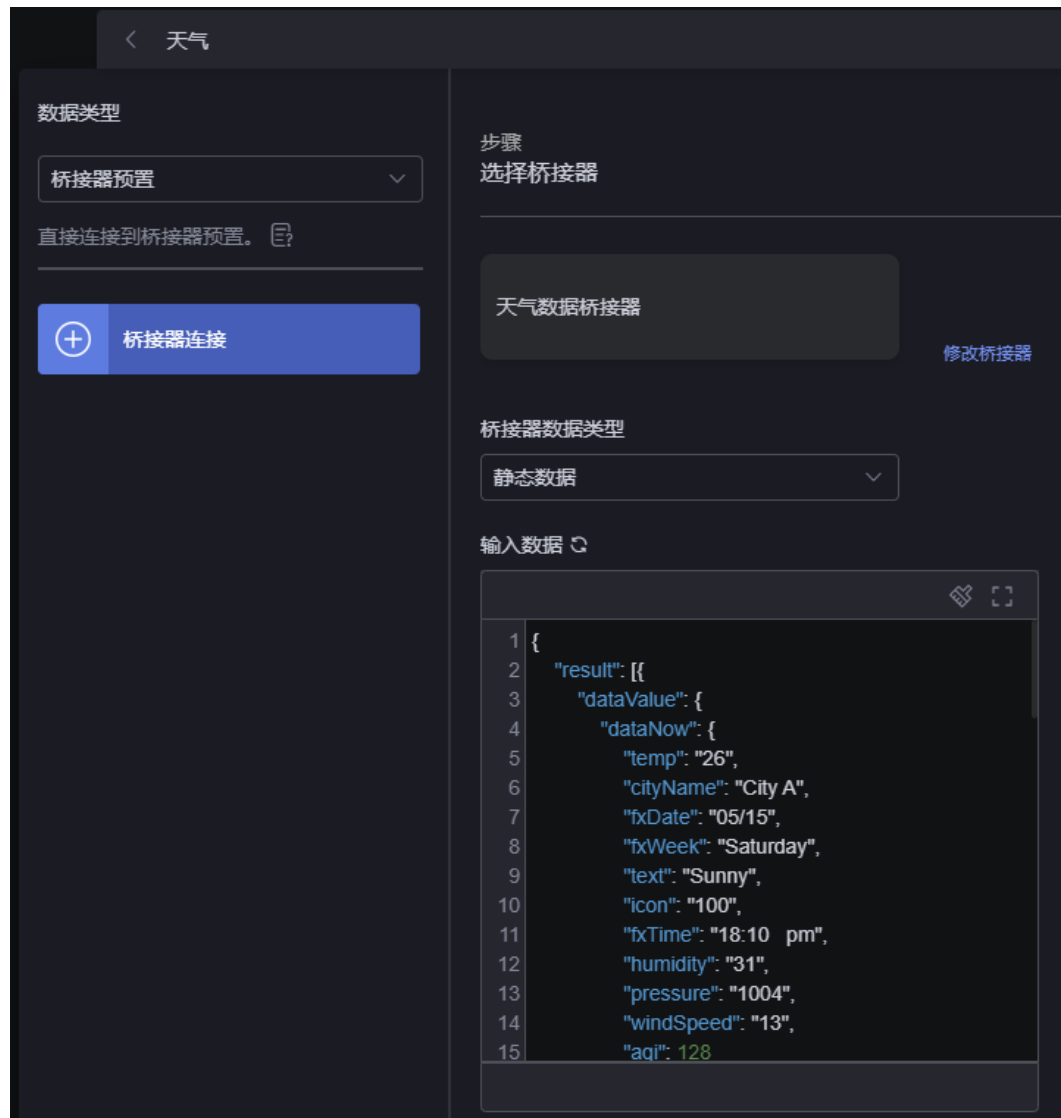 天气
数据类型
桥接器预置
直接连接到桥接器预置。
桥接器连接
步骤
选择桥接器
天气数据桥接器
修改桥接器
桥接器数据类型
静态数据
输入数据
1 {
2 "result": [{
3 "dataValue": {
4 "dataNow": {
5 "temp": "26",
6 "cityName": "City A",
7 "fxDate": "05/15",
8 "fxWeek": "Saturday",
9 "text": "Sunny",
10 "icon": "100",
11 "fxTime": "18:10   pm",
12 "humidity": "31",
13 "pressure": "1004",
14 "windSpeed": "13",
15 "aqi": 128